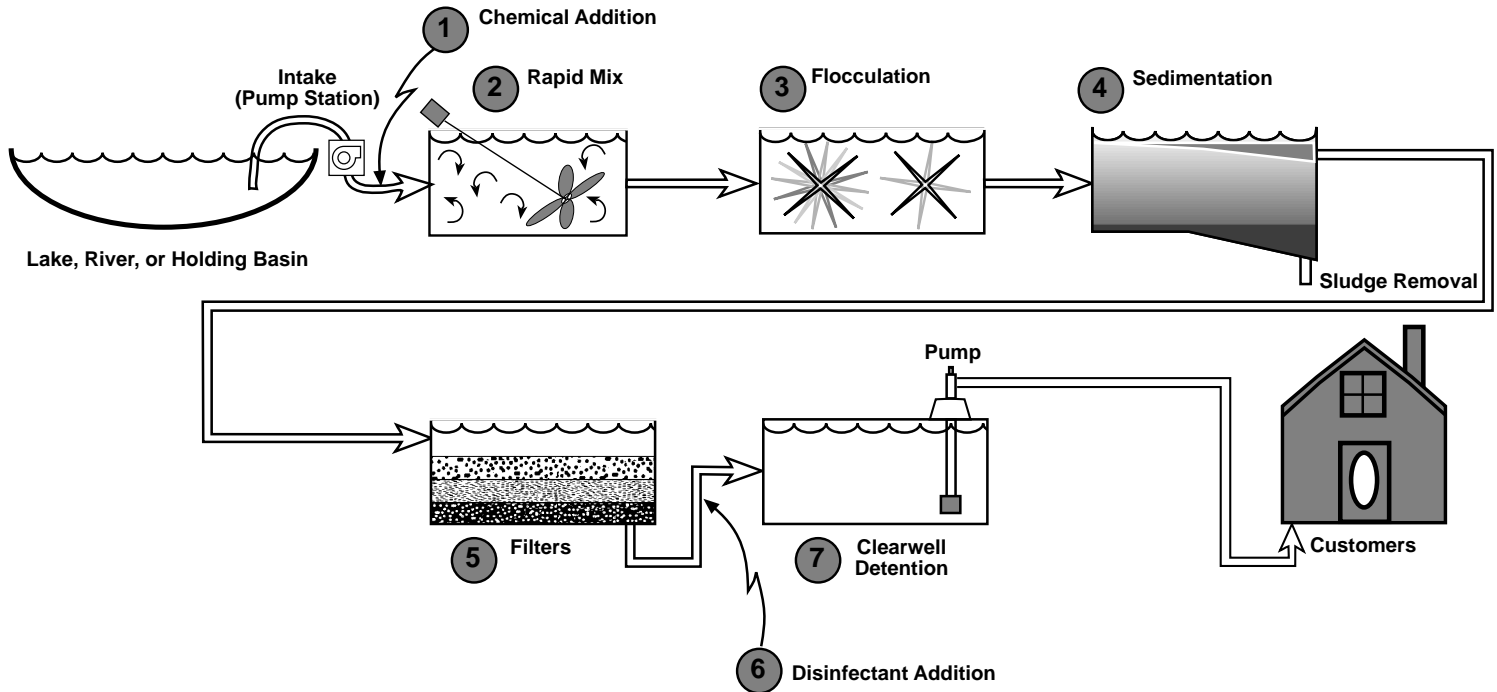 1
Chemical Addition
Intake
(Pump Station)
2
Rapid Mix
3
Flocculation
4
Sedimentation
Lake, River, or Holding Basin
Sludge Removal
Pump
5
Filters
7
Clearwell
Detention
Customers
6
Disinfectant Addition